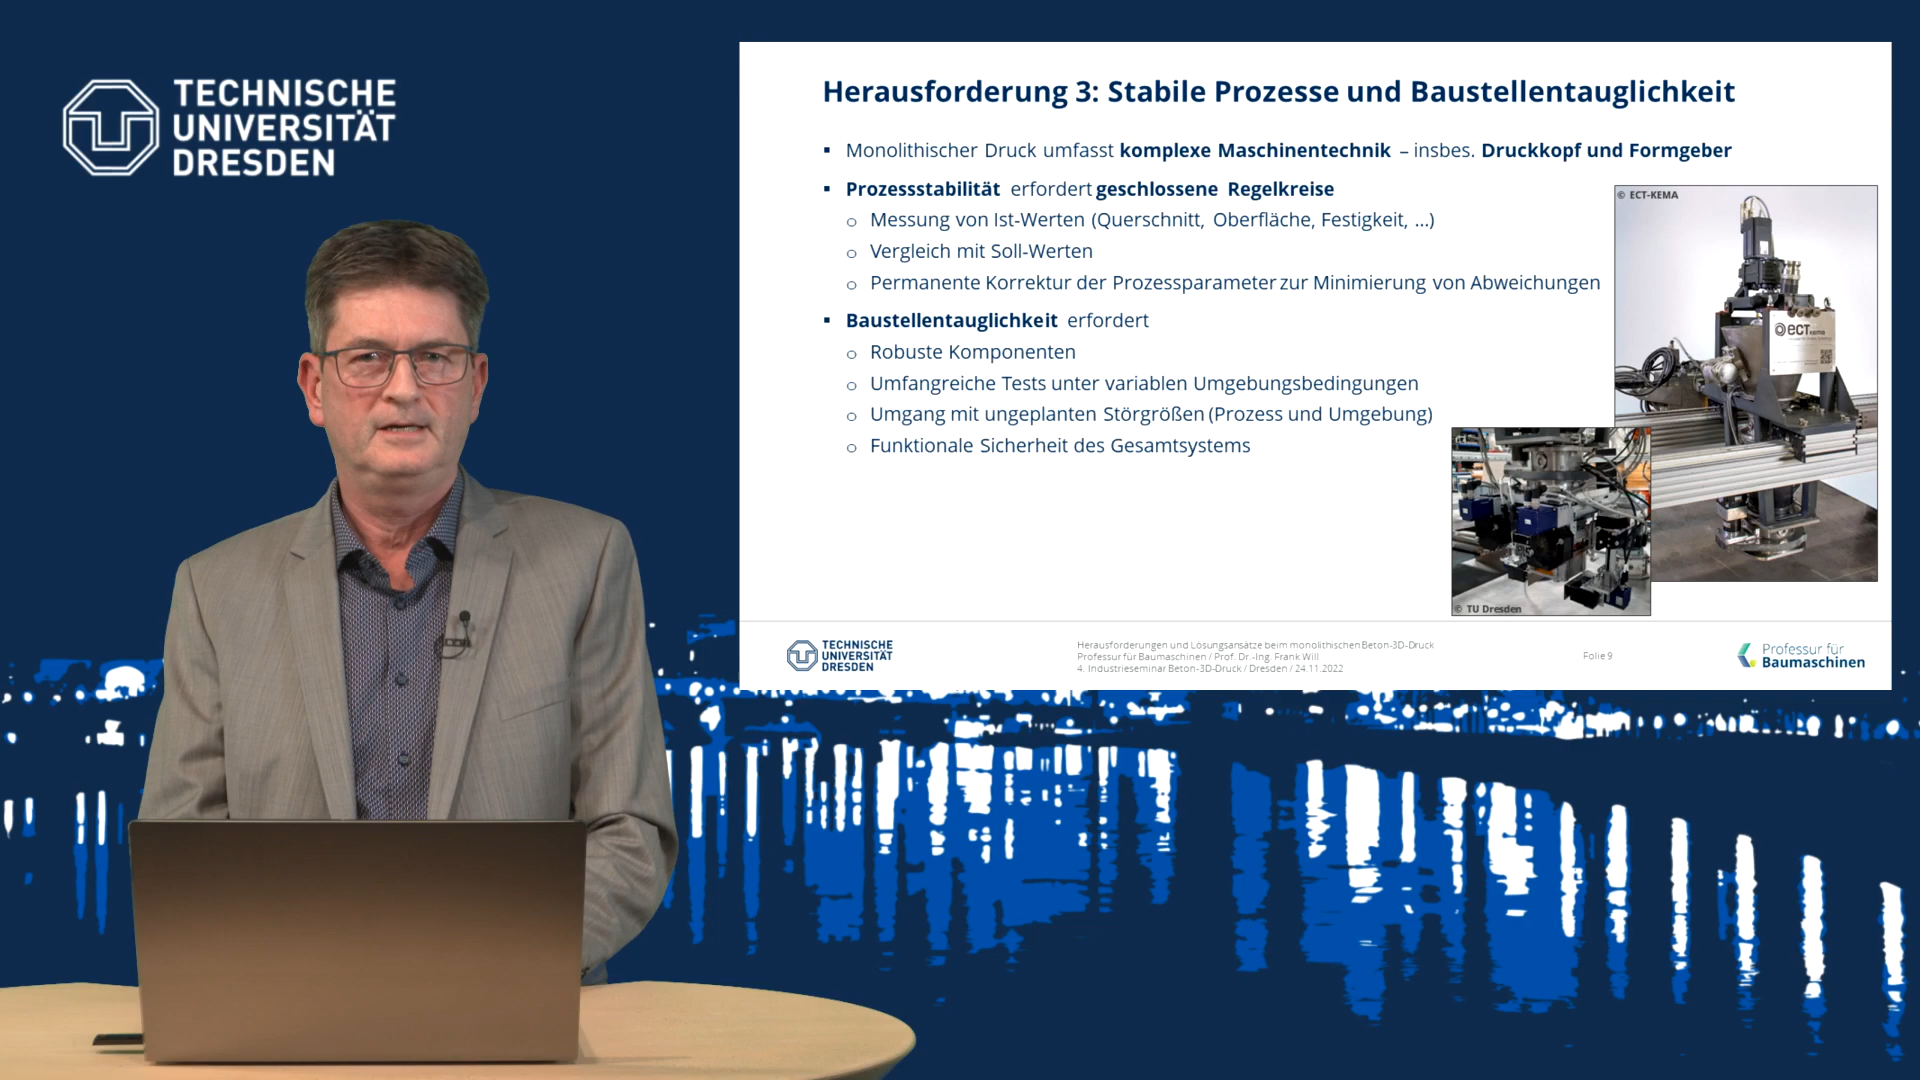 TECHNISCHE
UNIVERSITÄT
DRESDEN
Herausforderung 3: Stabile Prozesse und Baustellentauglichkeit
▪ Monolithischer Druck umfasst komplexe Maschinentechnik – insbes. Druckkopf und Formgeber
▪ Prozessstabilität erfordert geschlossene Regelkreise
o Messung von Ist-Werten (Querschnitt, Oberfläche, Festigkeit, ...)
o Vergleich mit Soll-Werten
o Permanente Korrektur der Prozessparameter zur Minimierung von Abweichungen
▪ Baustellentauglichkeit erfordert
o Robuste Komponenten
o Umfangreiche Tests unter variablen Umgebungsbedingungen
o Umgang mit ungeplanten Störgrößen (Prozess und Umgebung)
o Funktionale Sicherheit des Gesamtsystems
© ECT-KEMA
ect kema
© TU Dresden
TECHNISCHE
UNIVERSITÄT
DRESDEN
Herausforderungen und Lösungsansätze beim monolithischen Beton-3D-Druck
Professur für Baumaschinen / Prof. Dr.-Ing. Frank Will
4. Industrieseminar Beton-3D-Druck / Dresden / 24.11.2022
Folie 9
Professur für
Baumaschinen